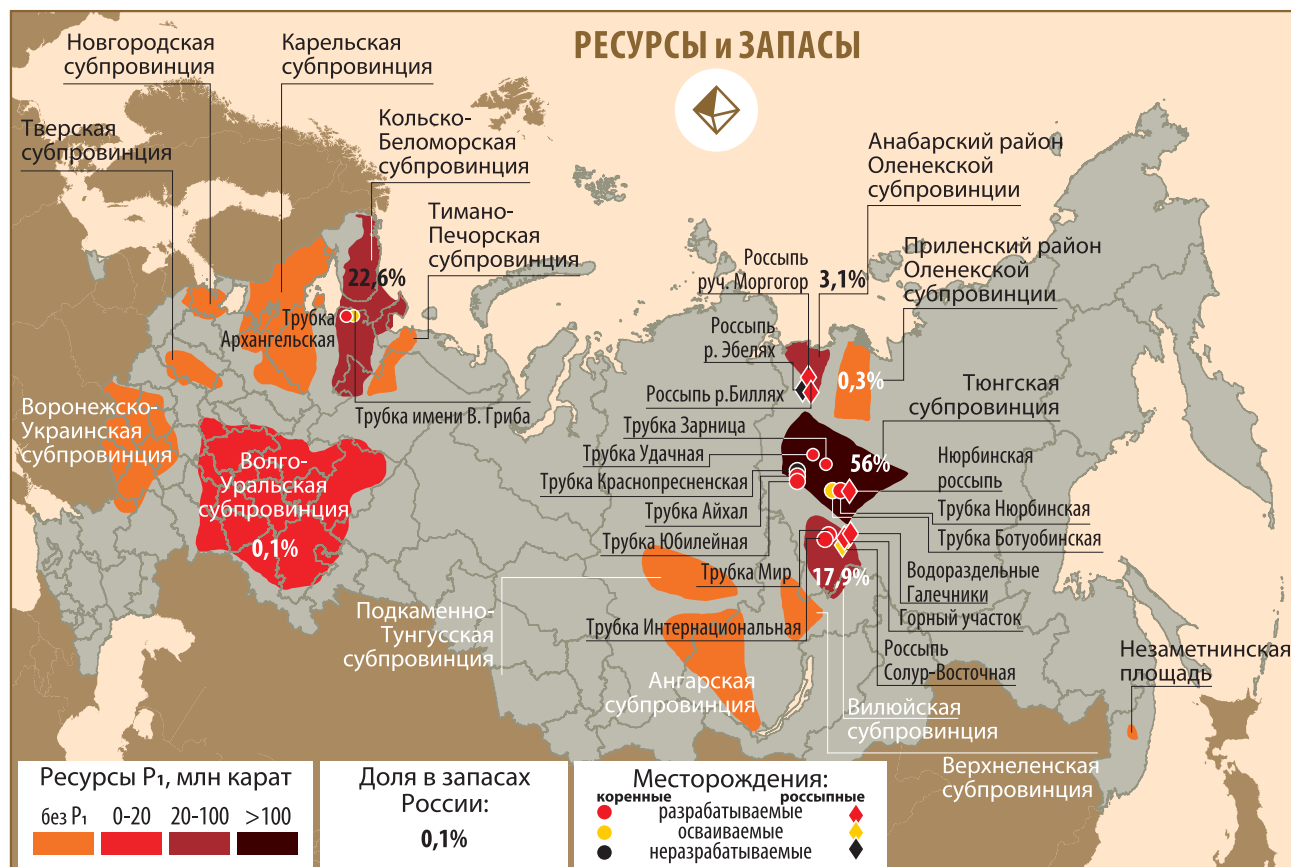 РЕСУРСЫ и ЗАПАСЫ
Новгородская
субпровинция
Карельская
субпровинция
Тверская
субпровинция
Кольско-
Беломорская
субпровинция
Тимано-
Печорская
субпровинция
22,6%
Трубка
Архангельская
Трубка имени В. Гриба
Воронежско-
Украинская
субпровинция
Волго-
Уральская
субпровинция
0,1%
Анабарский район
Оленекской
субпровинции
Приленский район
Оленекской
субпровинции
Россыпь
руч. Моргогор
3,1%
Россыпь
р. Эбелях
0,3%
Россыпь р.Биллях
Тюнгская
субпровинция
Трубка Зарница
Трубка Удачная
56%
Нюрбинская
россыпь
Трубка Краснопресненская
Трубка Айхал
Трубка Нюрбинская
Трубка Юбилейная
Трубка Ботуобинская
Трубка Мир
17,9%
Водораздельные
Галечники
Горный участок
Трубка Интернациональная
Россыпь
Солур-Восточная
Подкаменно-
Тунгусская
субпровинция
Ангарская
субпровинция
Вилюйская
субпровинция
Верхнеленская
субпровинция
Незаметнинская
площадь
Ресурсы P₁, млн карат
без P₁ 0-20 20-100 >100
Доля в запасах
России:
0,1%
Месторождения:
коренные россыпные
разрабатываемые
осваиваемые
неразрабатываемые